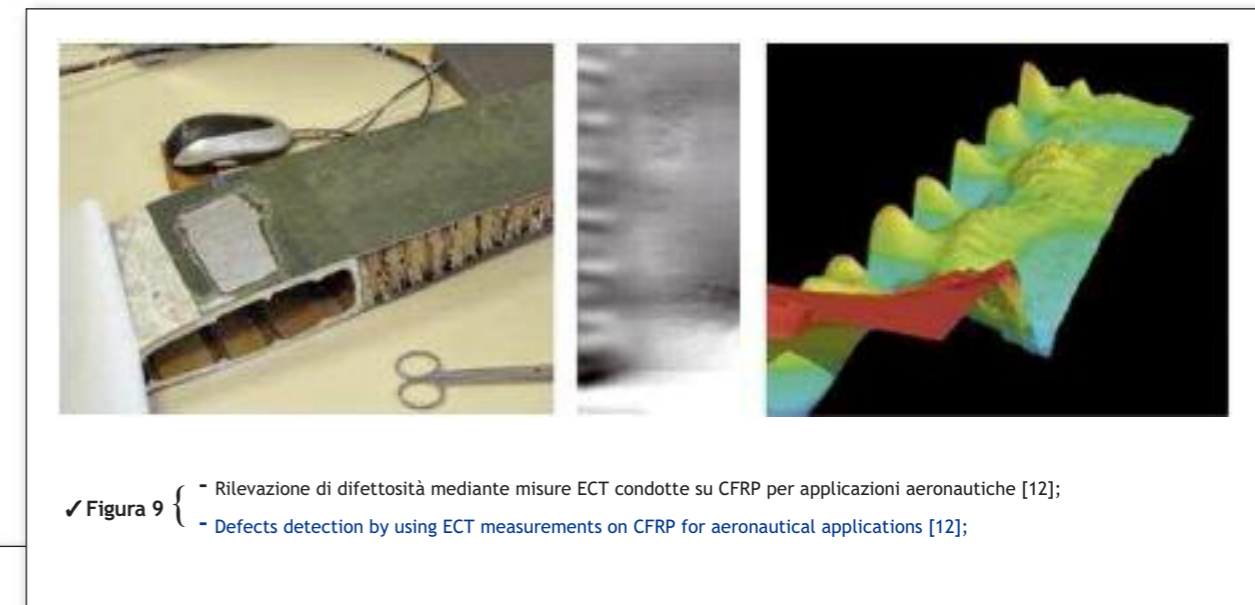 ✓ Figura 9 { - Rilevazione di difettosità mediante misure ECT condotte su CFRP per applicazioni aeronautiche [12];
- Defects detection by using ECT measurements on CFRP for aeronautical applications [12];